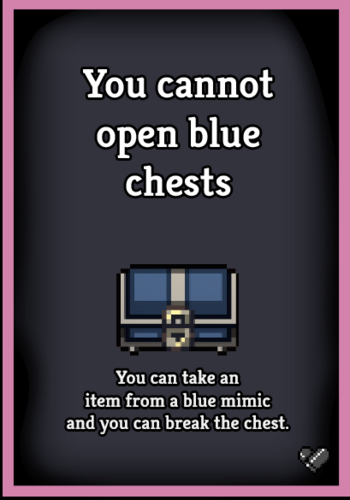 You cannot
open blue
chests
You can take an
item from a blue mimic
and you can break the chest.